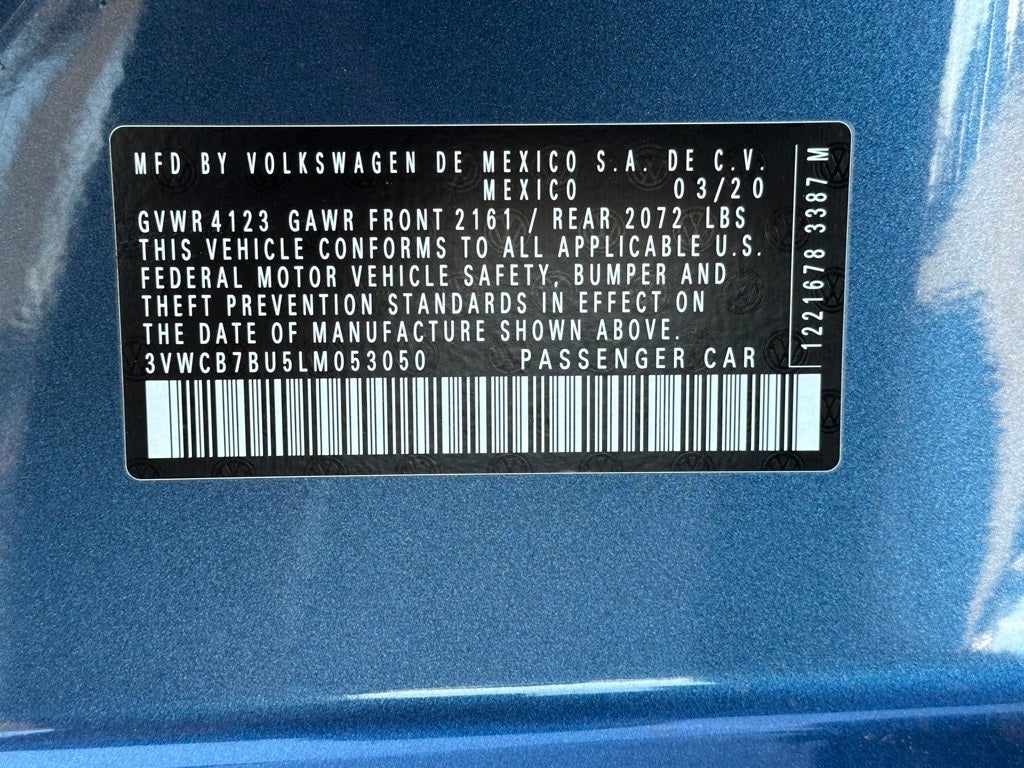 MFD BY VOLKSWAGEN DE MEXICO S.A. DE C.V.
MEXICO 03/20
GVWR 4123 GAWR FRONT 2161 / REAR 2072 LBS
THIS VEHICLE CONFORMS TO ALL APPLICABLE U.S.
FEDERAL MOTOR VEHICLE SAFETY, BUMPER AND
THEFT PREVENTION STANDARDS IN EFFECT ON
THE DATE OF MANUFACTURE SHOWN ABOVE.
3VWCB7BU5LM053050 PASSENGER CAR
1221678 3387 M